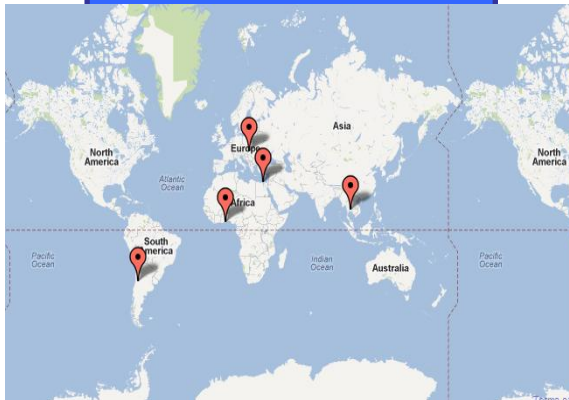 Asia
Europe
North
America
North
America
Atlantic
Ocean
Africa
South
America
Pacific
Ocean
Indian
Ocean
Australia
Pacific
Ocean